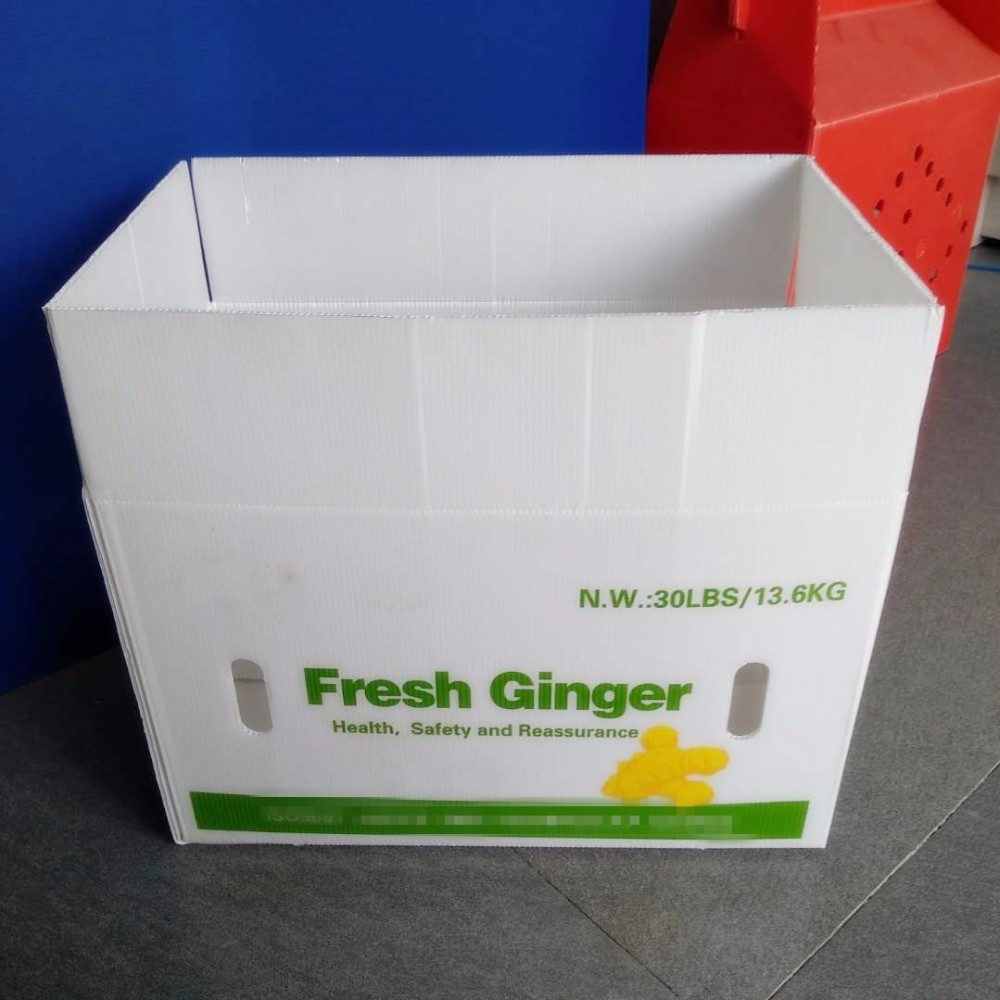 N.W.:30LBS/13.6KG
Fresh Ginger
Health, Safety and Reassurance